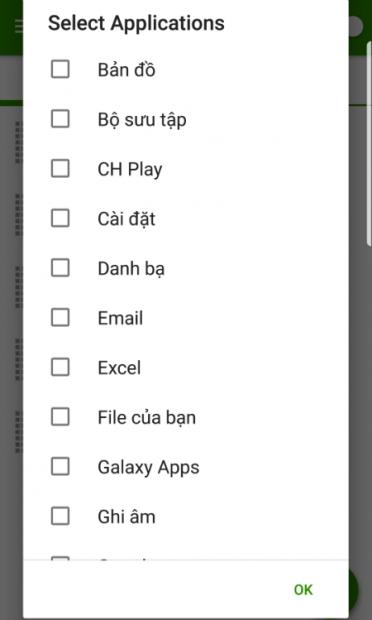 Select Applications
Bản đồ
Bộ sưu tập
CH Play
Cài đặt
Danh bạ
Email
Excel
File của bạn
Galaxy Apps
Ghi âm
OK